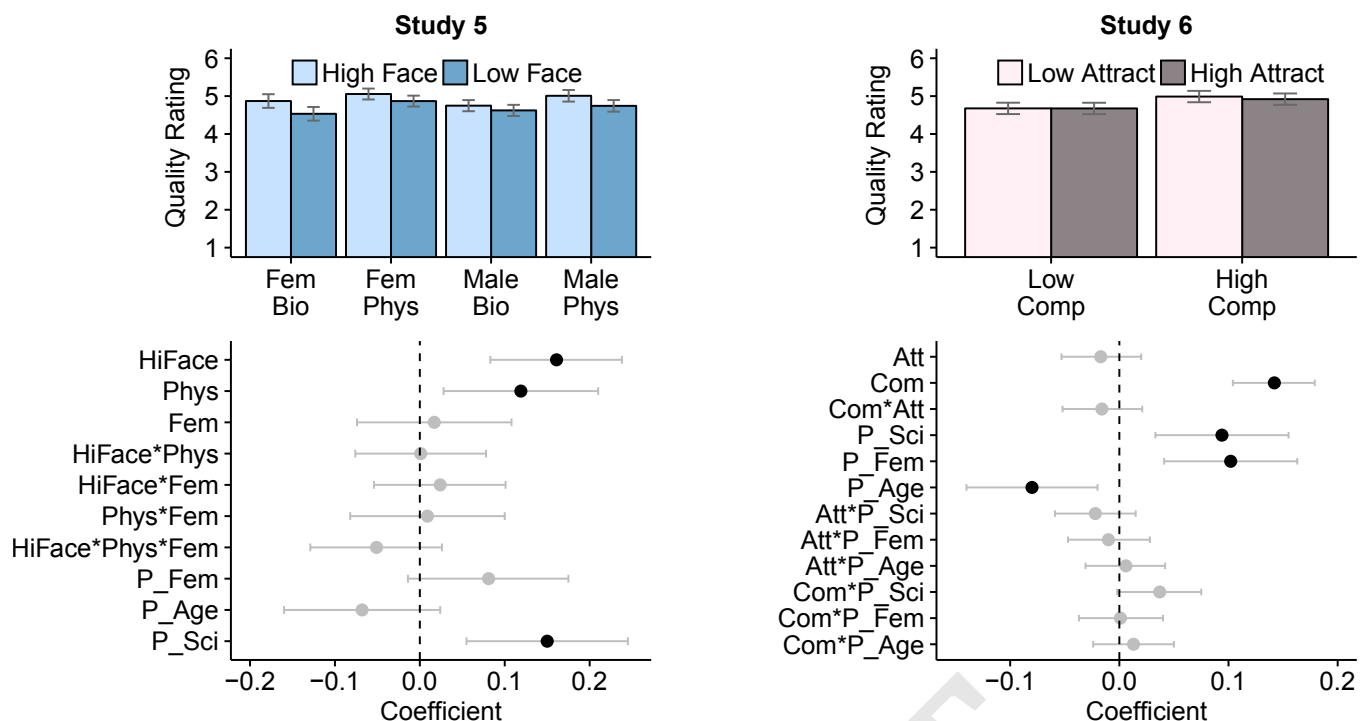 Study 5
6
5
4
3
2
1
Quality Rating
High Face Low Face
Fem Bio
Fem Phys
Male Bio
Male Phys
HiFace
Phys
Fem
HiFace*Phys
HiFace*Fem
Phys*Fem
HiFace*Phys*Fem
P_Fem
P_Age
P_Sci
−0.2 −0.1 0.0 0.1 0.2
Coefficient
Study 6
6
5
4
3
2
1
Quality Rating
Low Attract High Attract
Low Comp
High Comp
Att
Com
Com*Att
P_Sci
P_Fem
P_Age
Att*P_Sci
Att*P_Fem
Att*P_Age
Com*P_Sci
Com*P_Fem
Com*P_Age
−0.1 0.0 0.1 0.2
Coefficient